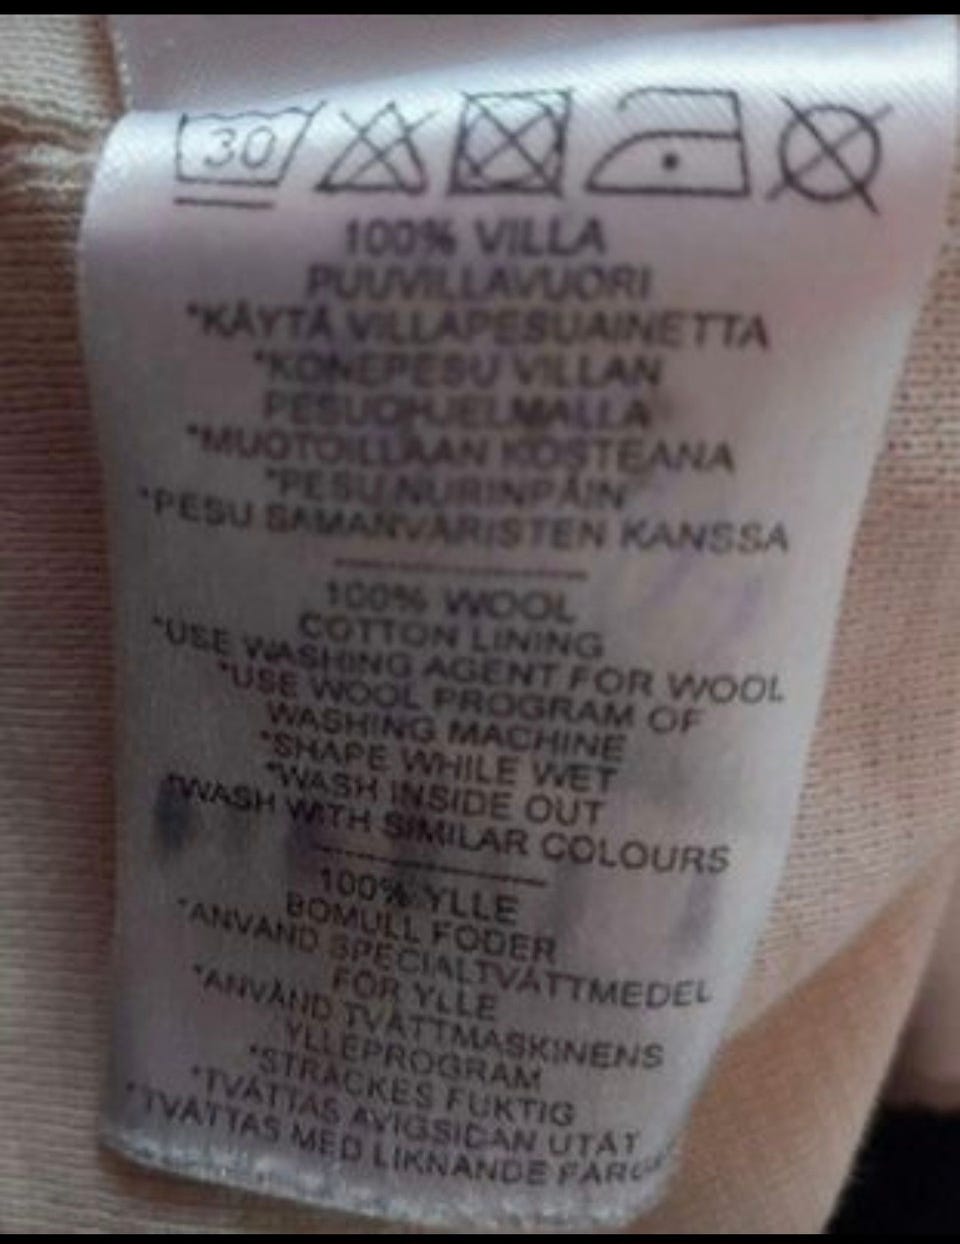 30
100% VILLA
PUUVILLAVUORI
*KÄYTÄ VILLAPESUAINETTA
*KONEPESU VILLAN
PESUOHJELMALLA
*MUOTOILLAAN KOSTEANA
*PESU NURINPÄIN
*PESU SAMANVÄRISTEN KANSSA
100% WOOL
COTTON LINING
*USE WASHING AGENT FOR WOOL
*USE WOOL PROGRAM OF
WASHING MACHINE
*SHAPE WHILE WET
*WASH INSIDE OUT
*WASH WITH SIMILAR COLOURS
100% YLLE
BOMULL FODER
*ANVÄND SPECIALTVÄTTMEDEL
FÖR YLLE
*ANVÄND TVÄTTMASKINENS
YLLEPROGRAM
*STRÄCKES FUKTIG
*TVÄTTAS AVIGSIDAN UTÅT
*TVÄTTAS MED LIKNANDE